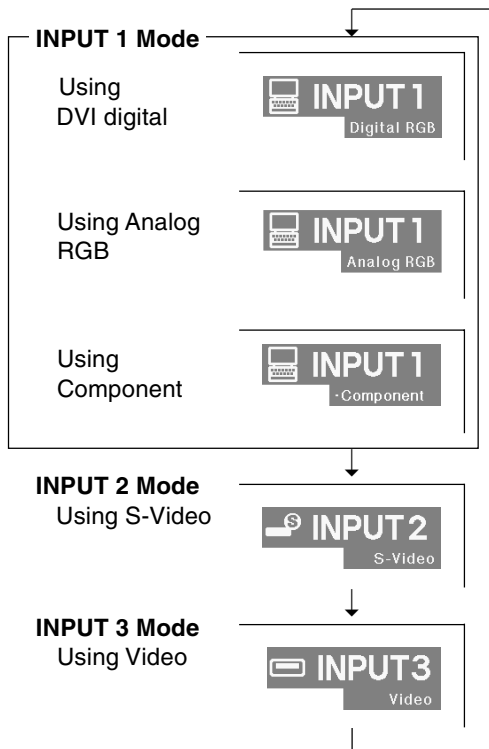 INPUT 1 Mode
Using
DVI digital
INPUT 1
Digital RGB
Using Analog
RGB
INPUT 1
Analog RGB
Using
Component
INPUT 1
·Component
INPUT 2 Mode
Using S-Video
S
INPUT 2
S-Video
INPUT 3 Mode
Using Video
INPUT3
Video